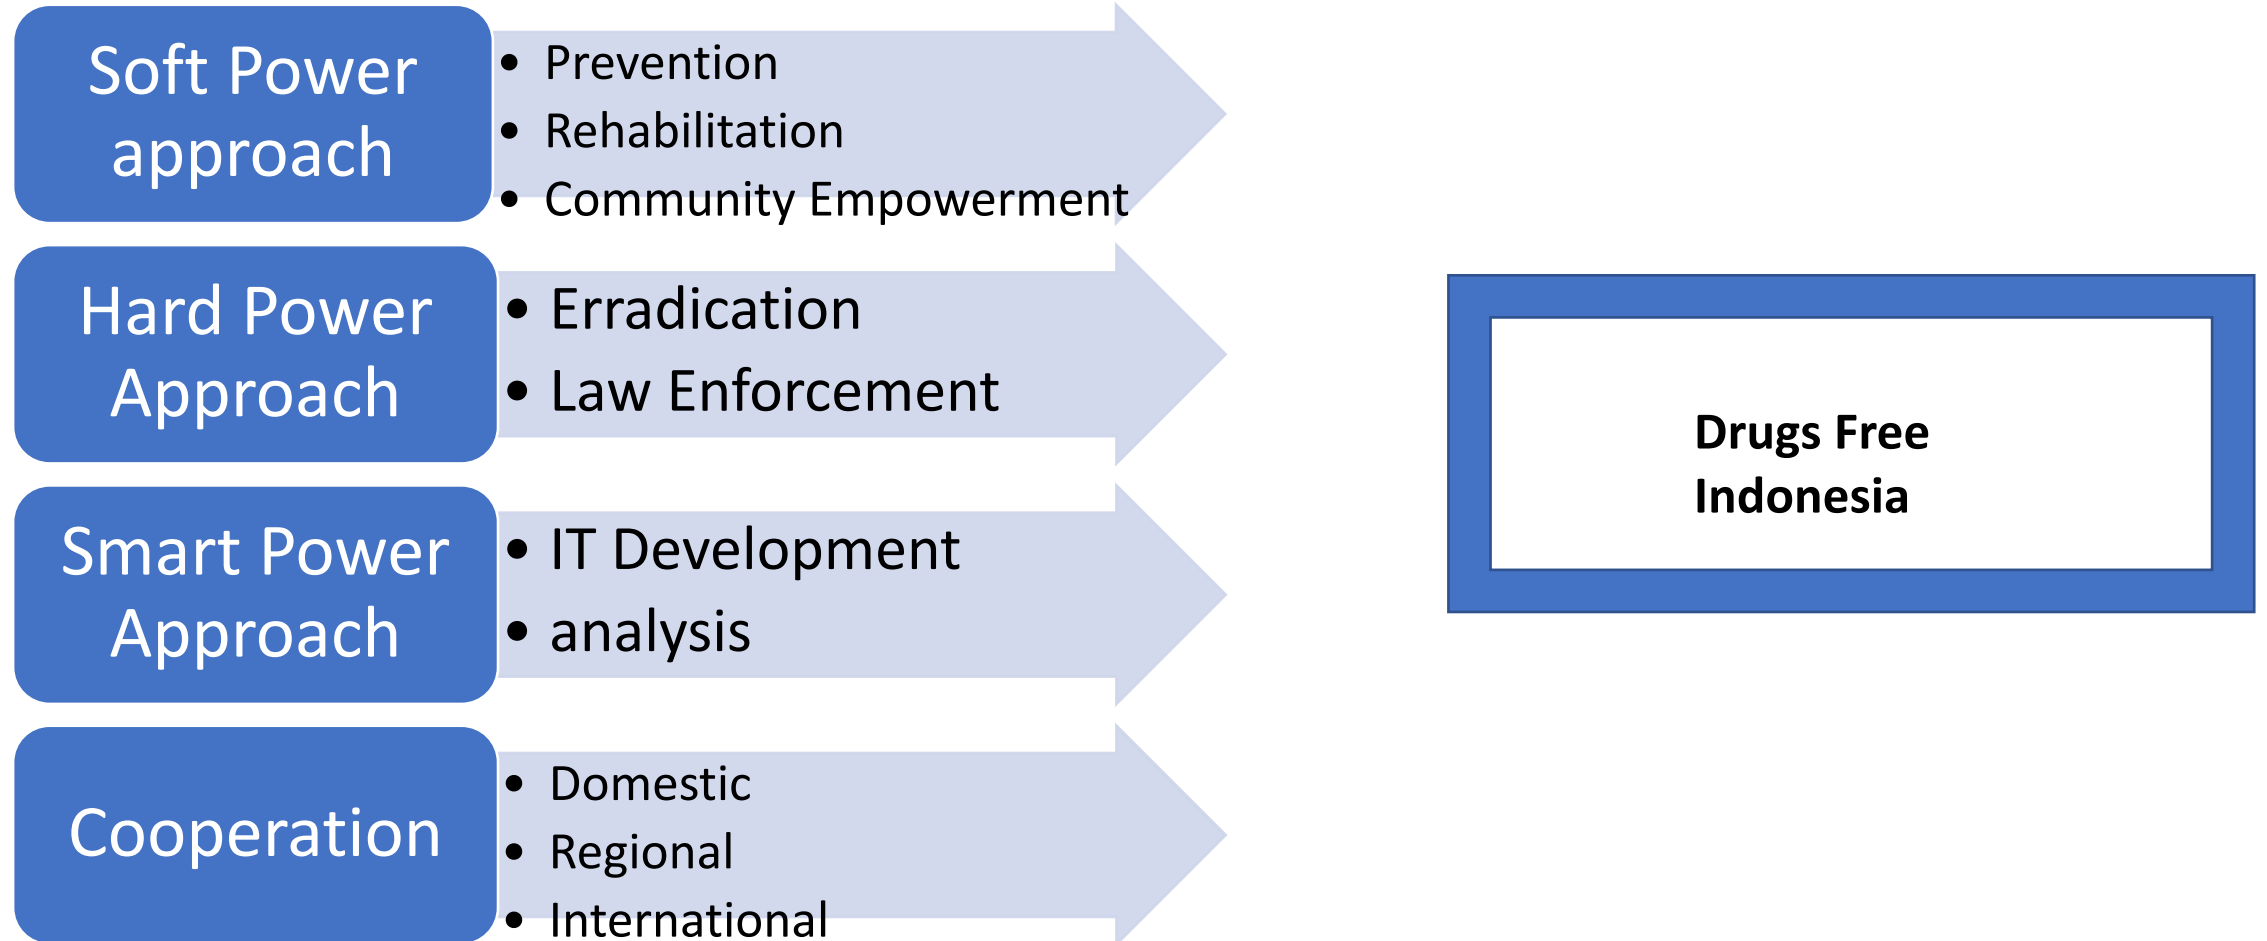 Soft Power
approach
• Prevention
• Rehabilitation
• Community Empowerment
Hard Power
Approach
• Erradication
• Law Enforcement
Smart Power
Approach
• IT Development
• analysis
Cooperation
• Domestic
• Regional
• International
Drugs Free
Indonesia